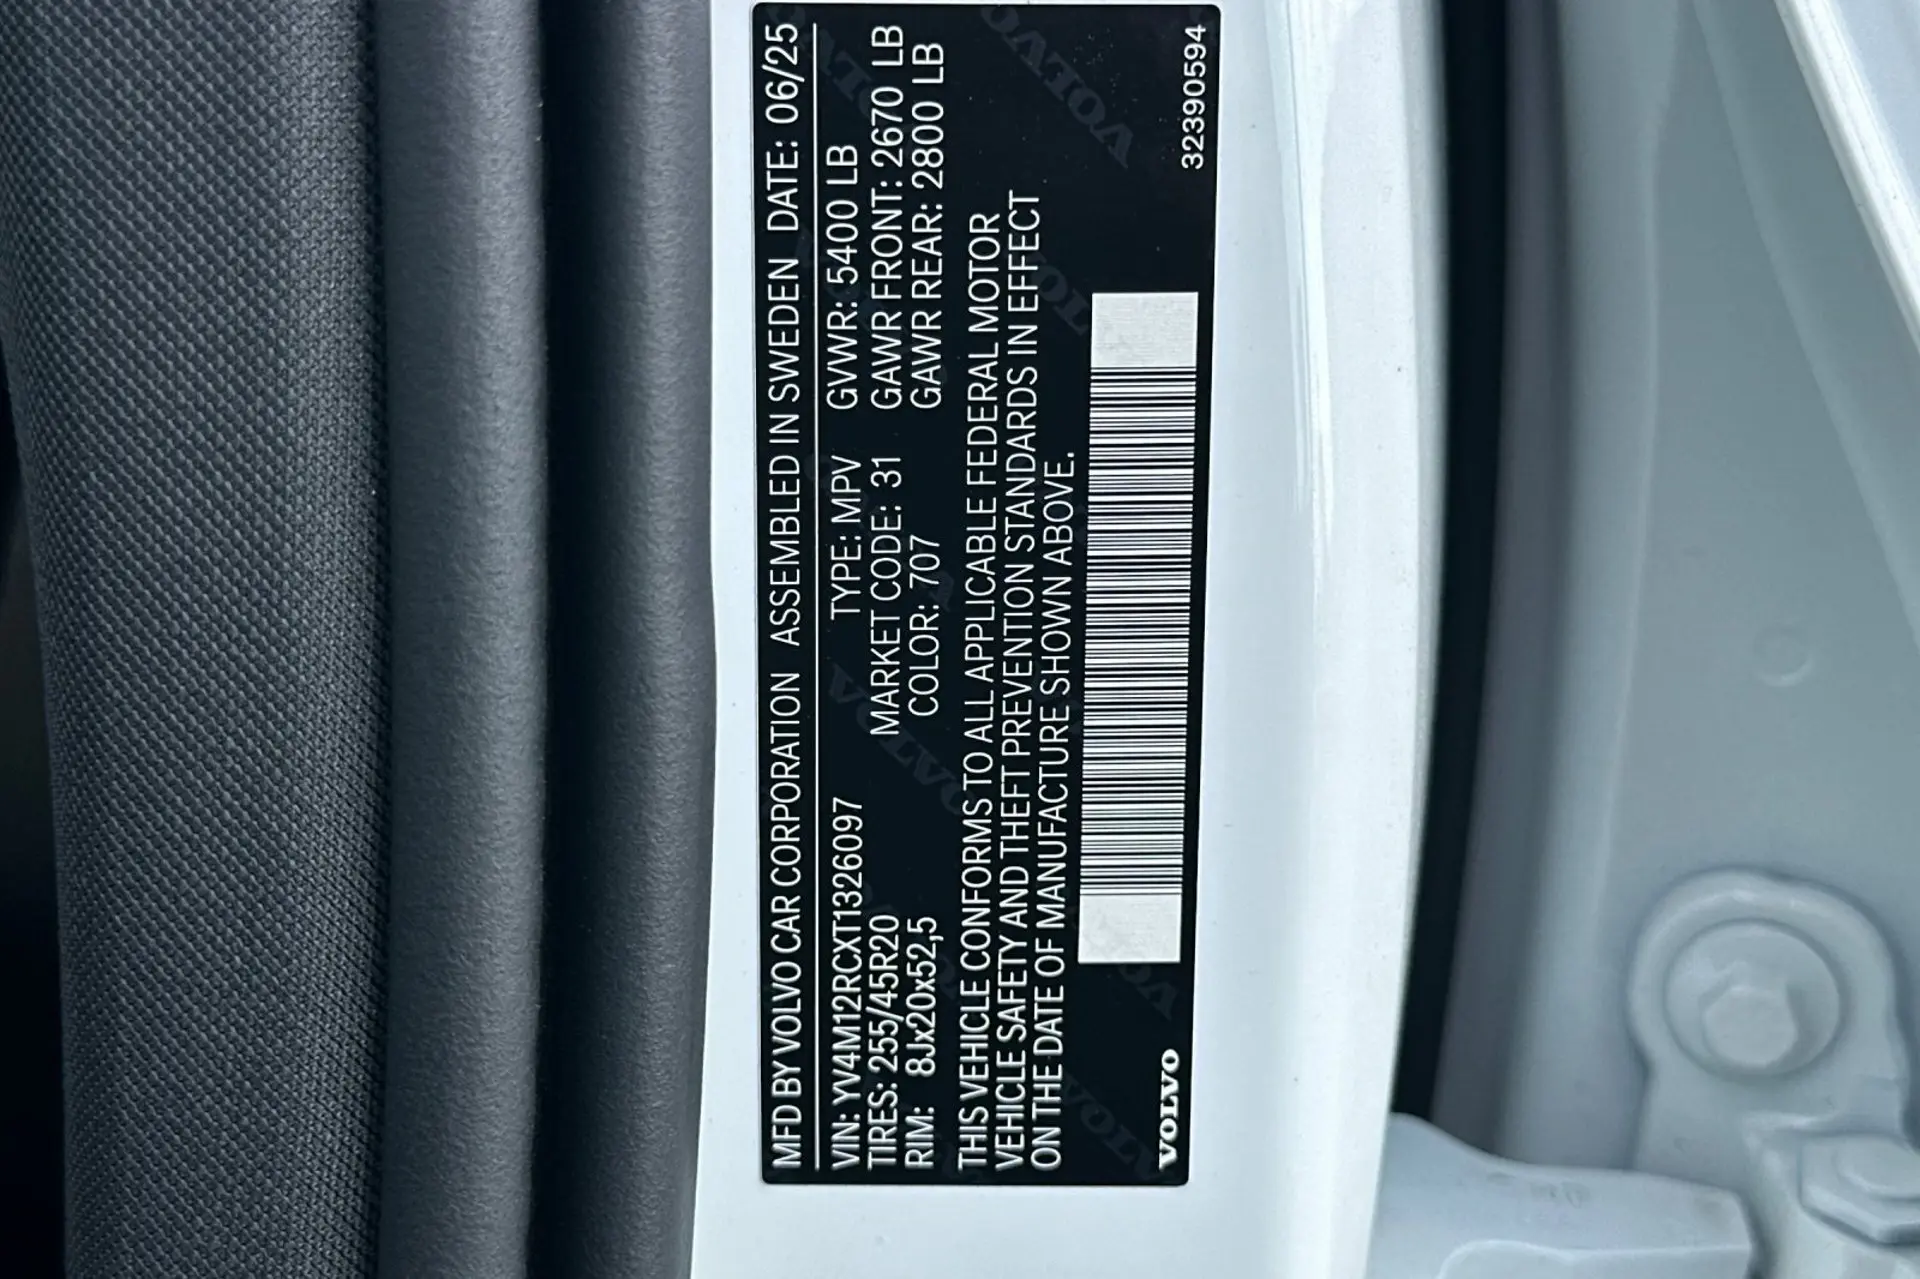 MFD BY VOLVO CAR CORPORATION ASSEMBLED IN SWEDEN DATE: 06/25
VIN: YV4M12RCXT1326097 TYPE: MPV GVWR: 5400 LB
TIRES: 255/45R20 MARKET CODE: 31 GAWR FRONT: 2670 LB
RIM: 8Jx20x52,5 COLOR: 707 GAWR REAR: 2800 LB
THIS VEHICLE CONFORMS TO ALL APPLICABLE FEDERAL MOTOR
VEHICLE SAFETY AND THEFT PREVENTION STANDARDS IN EFFECT
ON THE DATE OF MANUFACTURE SHOWN ABOVE.
VOLVO 32390594